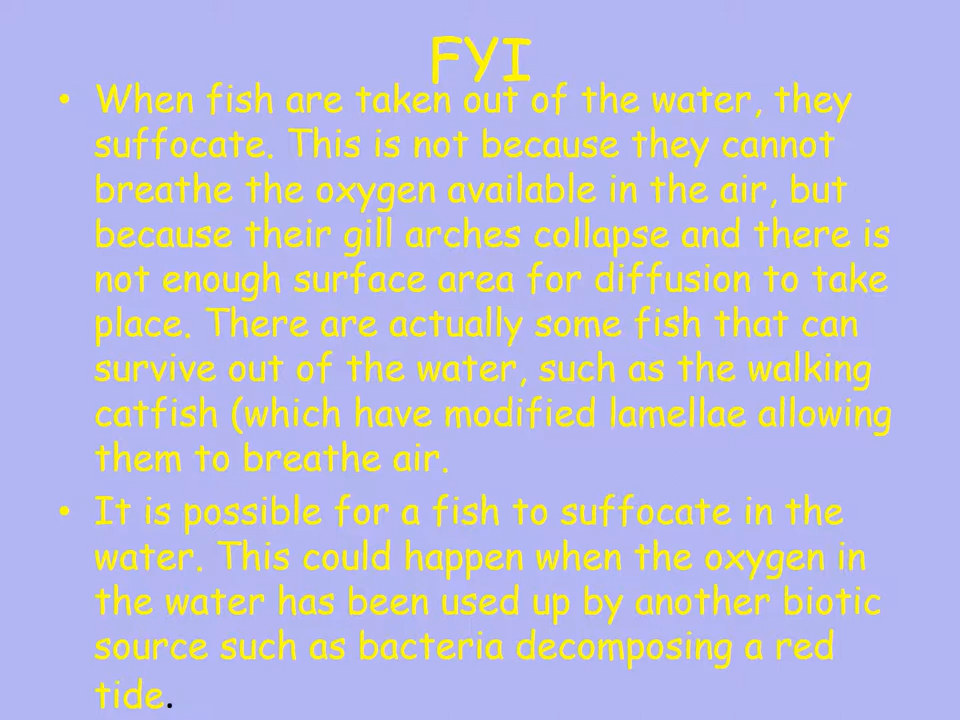 FYI
• When fish are taken out of the water, they
suffocate. This is not because they cannot
breathe the oxygen available in the air, but
because their gill arches collapse and there is
not enough surface area for diffusion to take
place. There are actually some fish that can
survive out of the water, such as the walking
catfish (which have modified lamellae allowing
them to breathe air.
• It is possible for a fish to suffocate in the
water. This could happen when the oxygen in
the water has been used up by another biotic
source such as bacteria decomposing a red
tide.